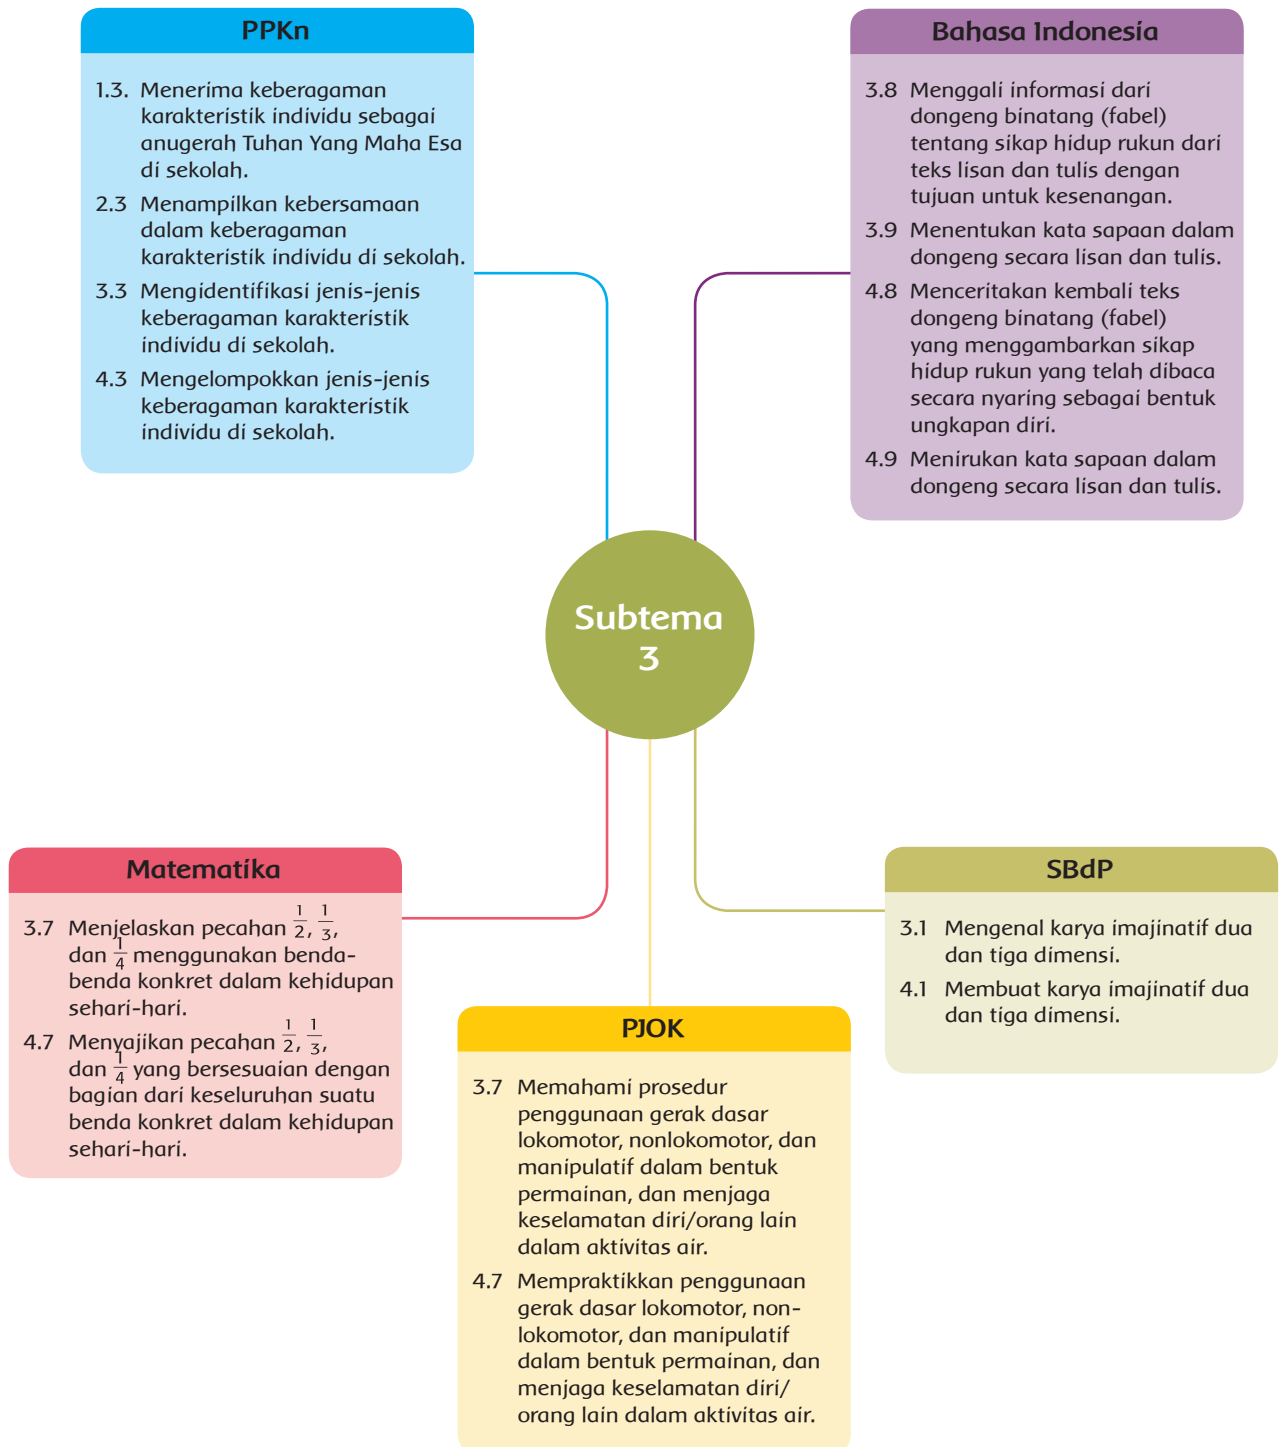 PPKn
1.3. Menerima keberagaman
karakteristik individu sebagai
anugerah Tuhan Yang Maha Esa
di sekolah.
2.3 Menampilkan kebersamaan
dalam keberagaman
karakteristik individu di sekolah.
3.3 Mengidentifikasi jenis-jenis
keberagaman karakteristik
individu di sekolah.
4.3 Mengelompokkan jenis-jenis
keberagaman karakteristik
individu di sekolah.
Bahasa Indonesia
3.8 Menggali informasi dari
dongeng binatang (fabel)
tentang sikap hidup rukun dari
teks lisan dan tulis dengan
tujuan untuk kesenangan.
3.9 Menentukan kata sapaan dalam
dongeng secara lisan dan tulis.
4.8 Menceritakan kembali teks
dongeng binatang (fabel)
yang menggambarkan sikap
hidup rukun yang telah dibaca
secara nyaring sebagai bentuk
ungkapan diri.
4.9 Menirukan kata sapaan dalam
dongeng secara lisan dan tulis.
Subtema
3
Matematika
3.7 Menjelaskan pecahan 1/2, 1/3,
dan 1/4 menggunakan benda-
benda konkret dalam kehidupan
sehari-hari.
4.7 Menyajikan pecahan 1/2, 1/3,
dan 1/4 yang bersesuaian dengan
bagian dari keseluruhan suatu
benda konkret dalam kehidupan
sehari-hari.
PJOK
3.7 Memahami prosedur
penggunaan gerak dasar
lokomotor, nonlokomotor, dan
manipulatif dalam bentuk
permainan, dan menjaga
keselamatan diri/orang lain
dalam aktivitas air.
4.7 Mempraktikkan penggunaan
gerak dasar lokomotor, non-
lokomotor, dan manipulatif
dalam bentuk permainan, dan
menjaga keselamatan diri/
orang lain dalam aktivitas air.
SBdP
3.1 Mengenal karya imajinatif dua
dan tiga dimensi.
4.1 Membuat karya imajinatif dua
dan tiga dimensi.